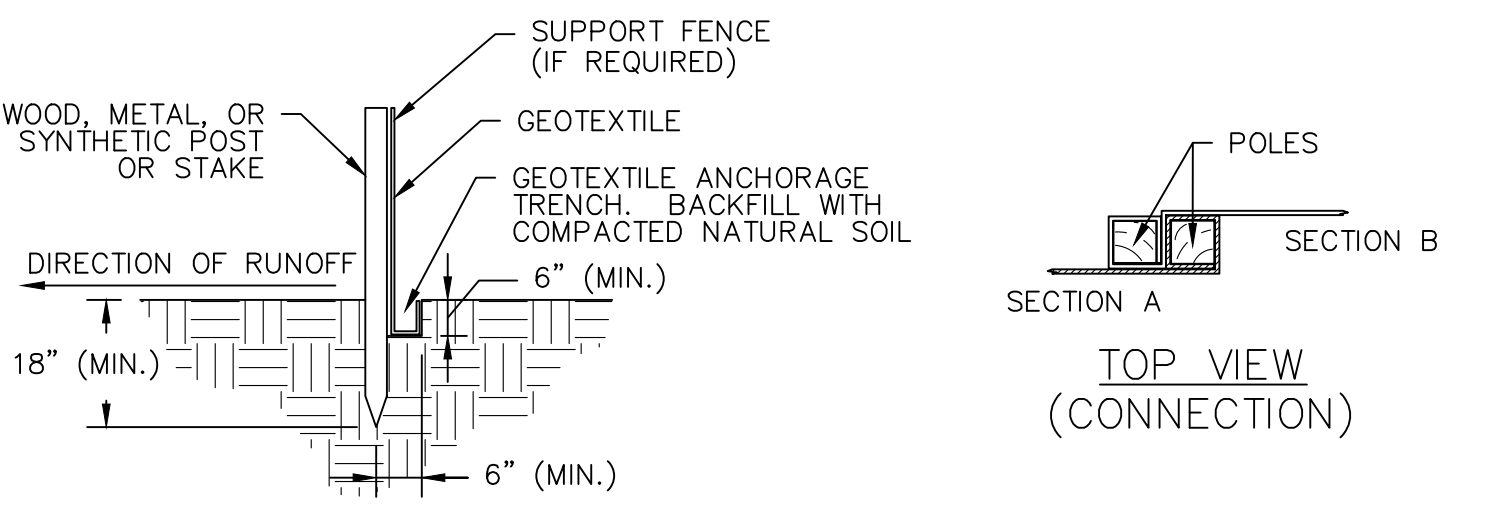 SUPPORT FENCE
(IF REQUIRED)
WOOD, METAL, OR
SYNTHETIC POST
OR STAKE
GEOTEXTILE
GEOTEXTILE ANCHORAGE
TRENCH. BACKFILL WITH
COMPACTED NATURAL SOIL
DIRECTION OF RUNOFF
6” (MIN.)
18” (MIN.)
6” (MIN.)
POLES
SECTION B
SECTION A
TOP VIEW
(CONNECTION)